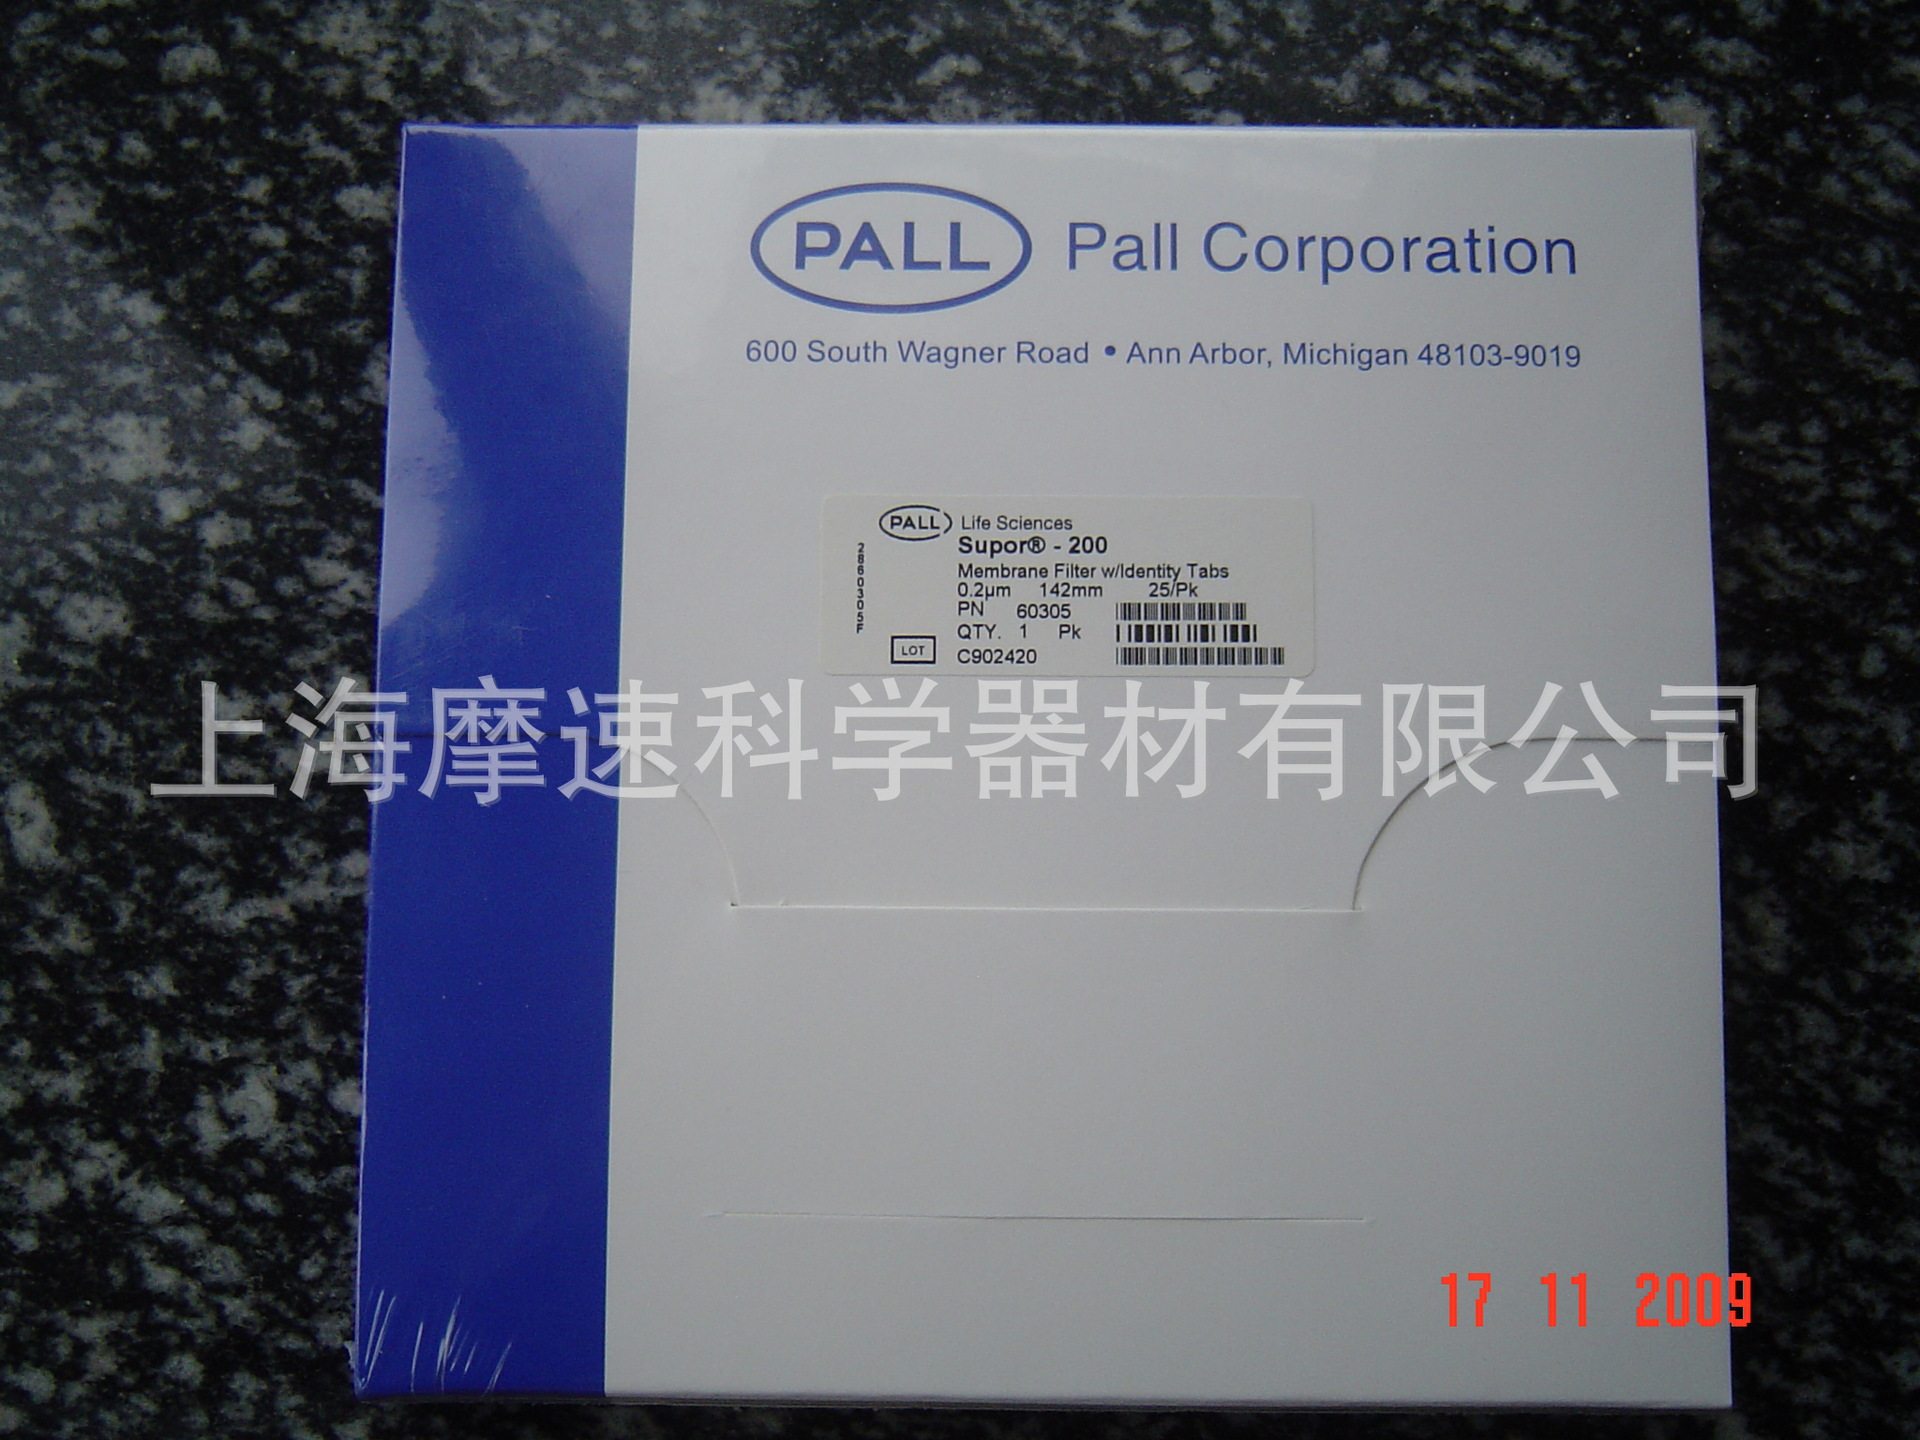 PALL Pall Corporation
600 South Wagner Road • Ann Arbor, Michigan 48103-9019
PALL Life Sciences
Supor® - 200
Membrane Filter w/Identity Tabs
0.2µm 142mm 25/Pk
PN 60305
QTY. 1 Pk
LOT C902420
2860305F
上海摩速科学器材有限公司
17 11 2009